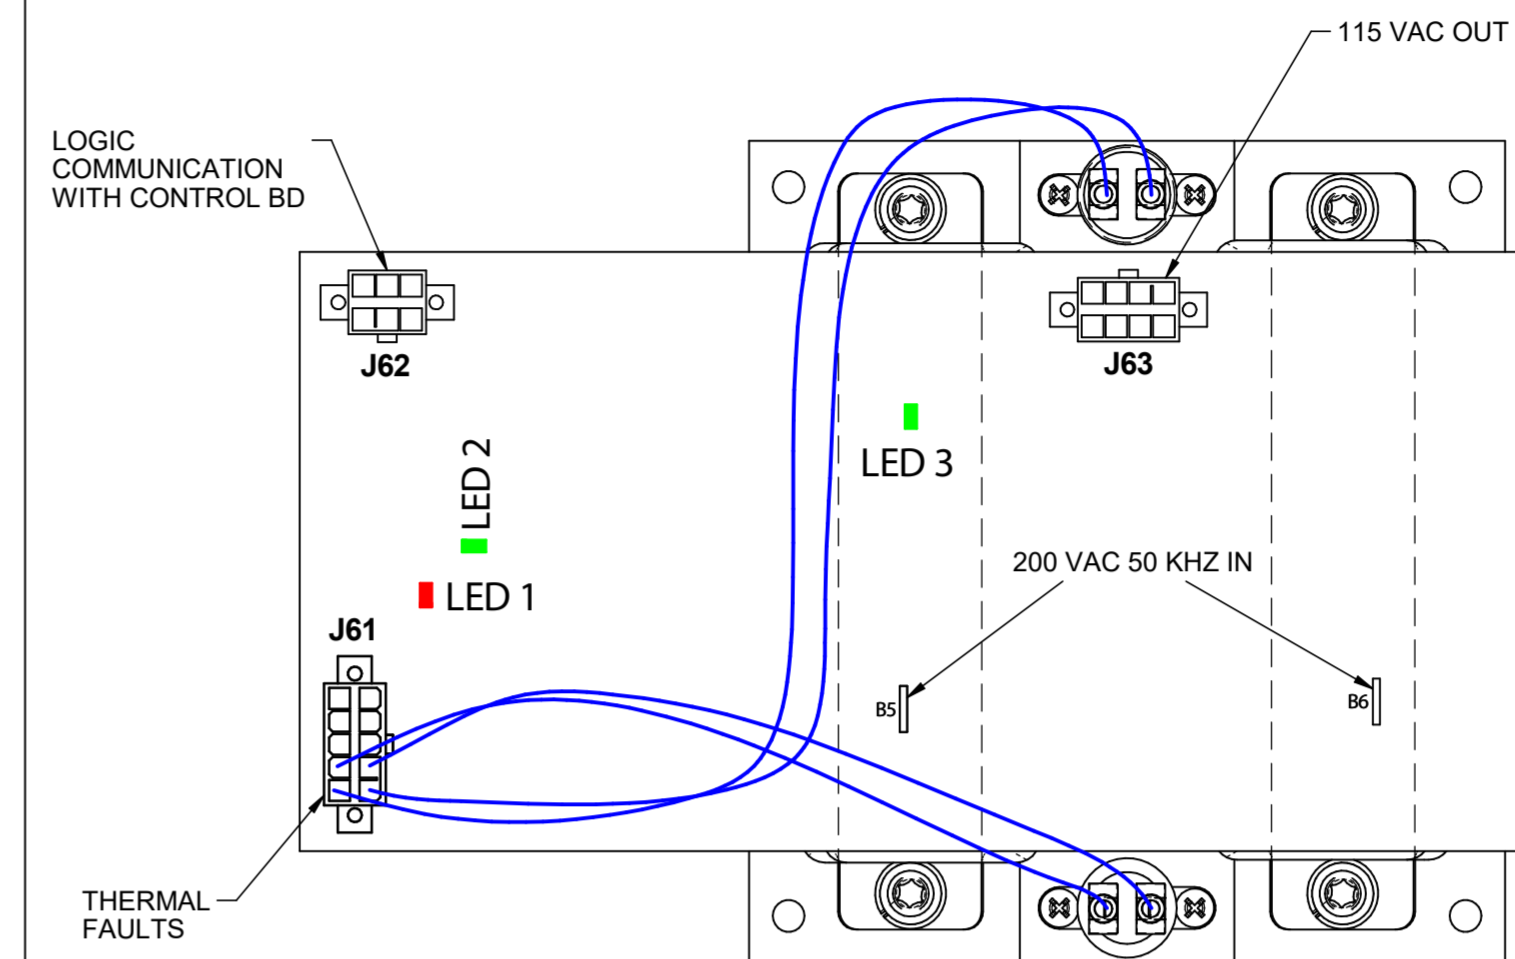 115 VAC OUT
LOGIC
COMMUNICATION
WITH CONTROL BD
J62
J63
LED 2
LED 3
200 VAC 50 KHZ IN
LED 1
J61
B5
B6
THERMAL
FAULTS